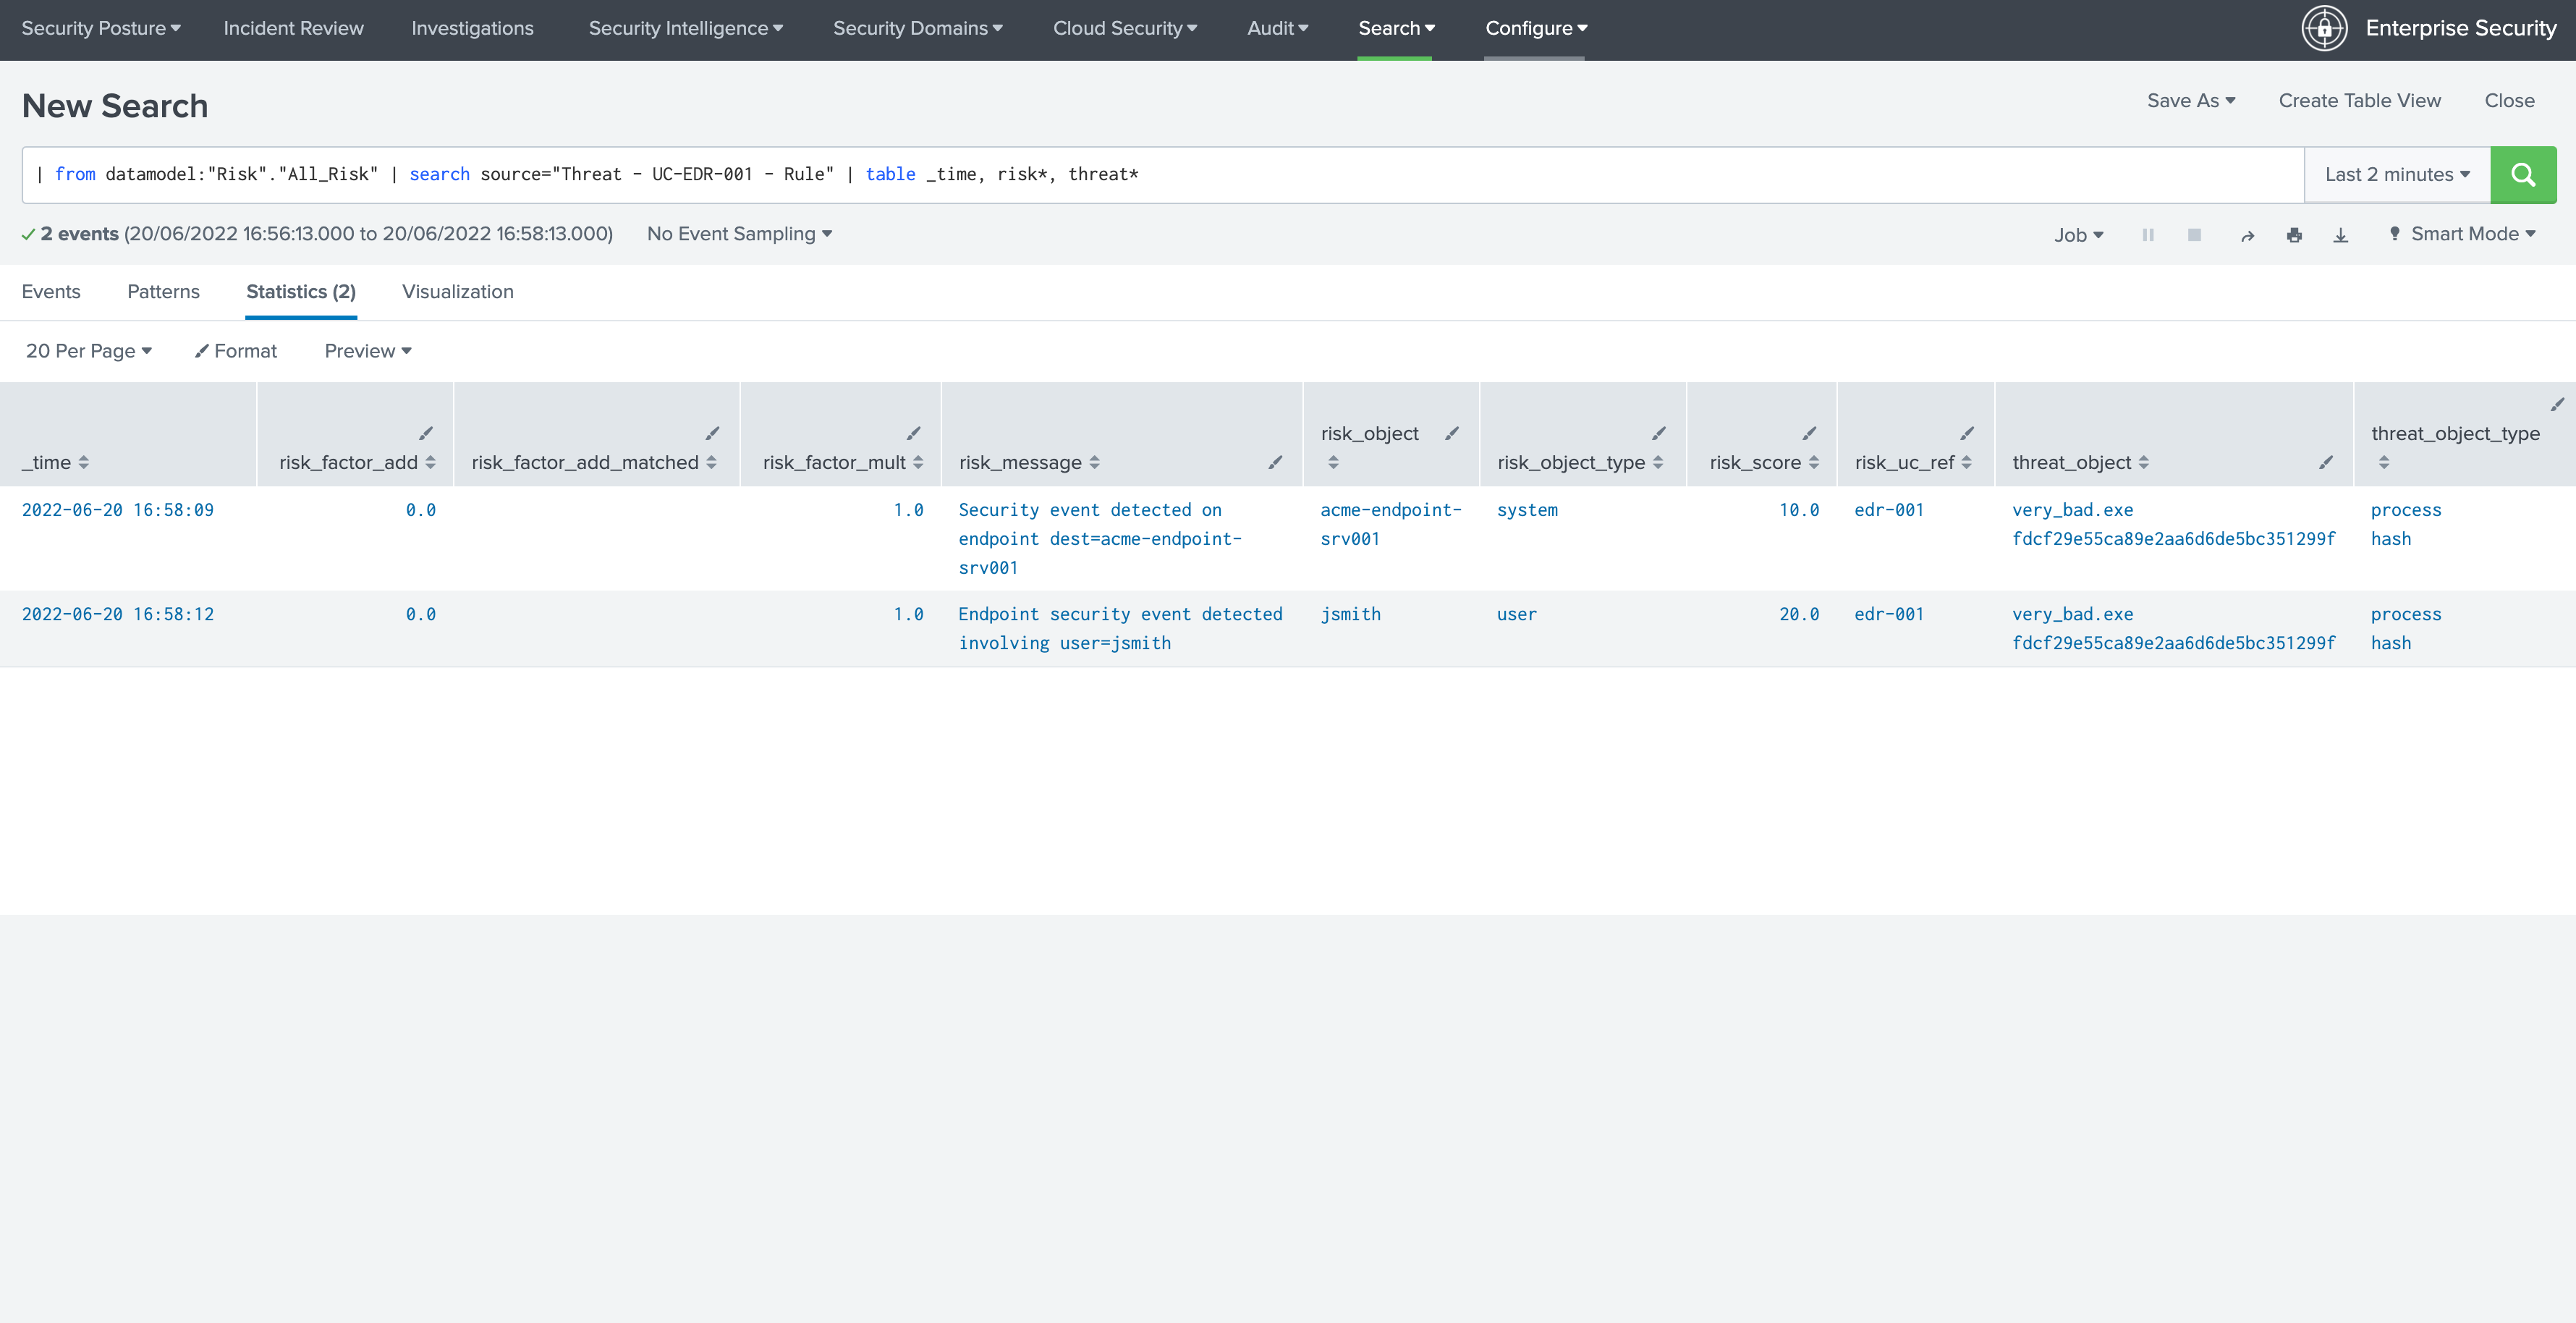 Security Posture Incident Review Investigations Security Intelligence Security Domains Cloud Security Audit Search Configure Enterprise Security
New Search Save As Create Table View Close
| from datamodel:"Risk"."All_Risk" | search source="Threat - UC-EDR-001 - Rule" | table _time, risk*, threat* Last 2 minutes
2 events (20/06/2022 16:56:13.000 to 20/06/2022 16:58:13.000) No Event Sampling Job Smart Mode
Events Patterns Statistics (2) Visualization
20 Per Page Format Preview
_time risk_factor_add risk_factor_add_matched risk_factor_mult risk_message risk_object risk_object_type risk_score risk_uc_ref threat_object threat_object_type
2022-06-20 16:58:09 0.0 1.0 Security event detected on acme-endpoint- system 10.0 edr-001 very_bad.exe process
endpoint dest=acme-endpoint- srv001 fdcf29e55ca89e2aa6d6de5bc351299f hash
srv001
2022-06-20 16:58:12 0.0 1.0 Endpoint security event detected jsmith user 20.0 edr-001 very_bad.exe process
involving user=jsmith fdcf29e55ca89e2aa6d6de5bc351299f hash